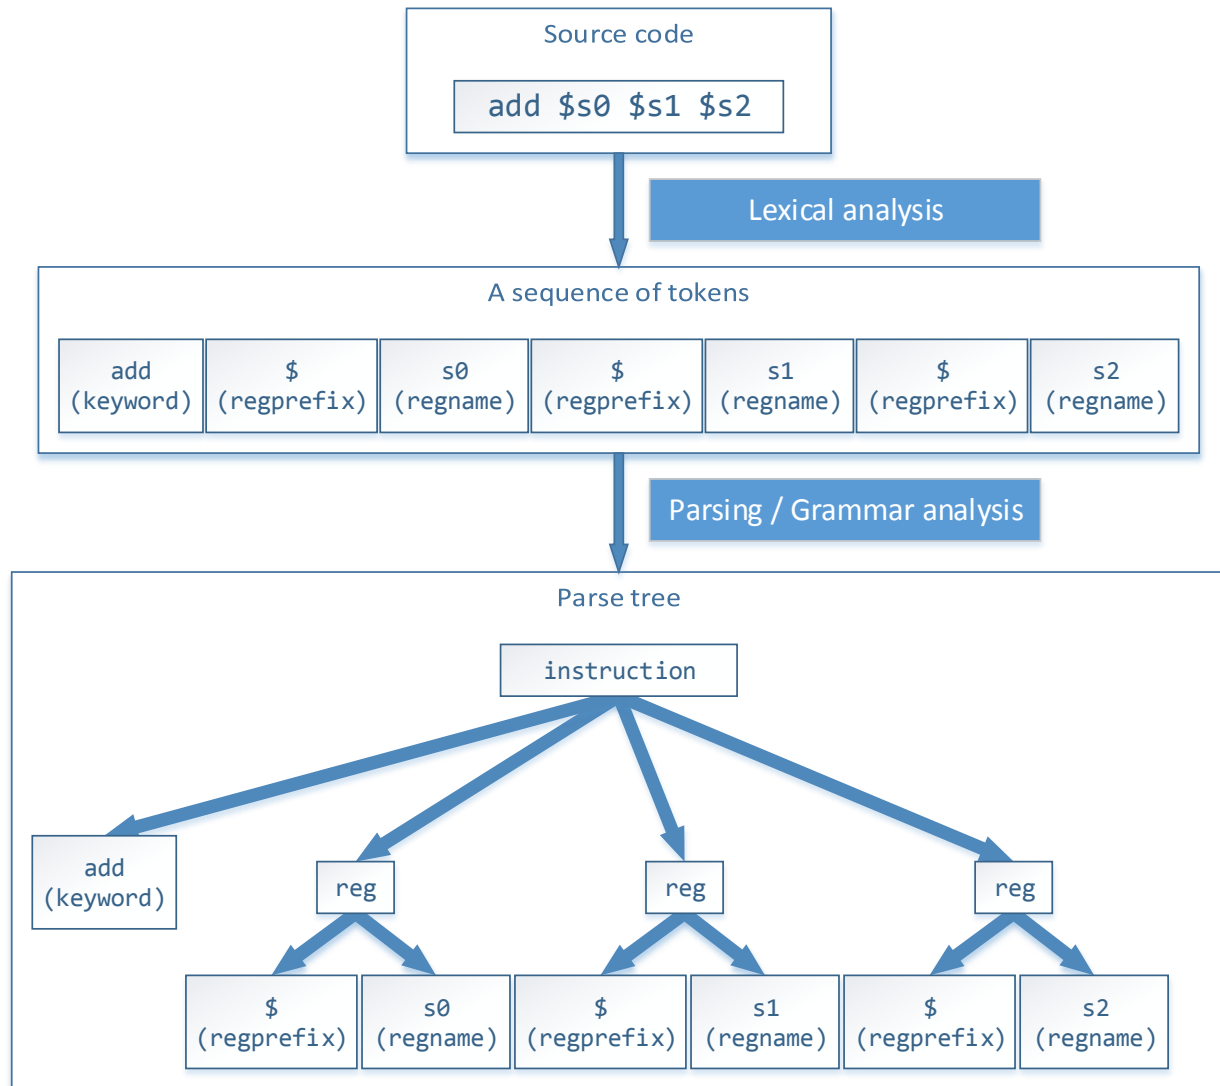 Source code
add $s0 $s1 $s2
Lexical analysis
A sequence of tokens
add
(keyword)
$
(regprefix)
s0
(regname)
$
(regprefix)
s1
(regname)
$
(regprefix)
s2
(regname)
Parsing / Grammar analysis
Parse tree
instruction
add
(keyword)
reg
reg
reg
$
(regprefix)
s0
(regname)
$
(regprefix)
s1
(regname)
$
(regprefix)
s2
(regname)